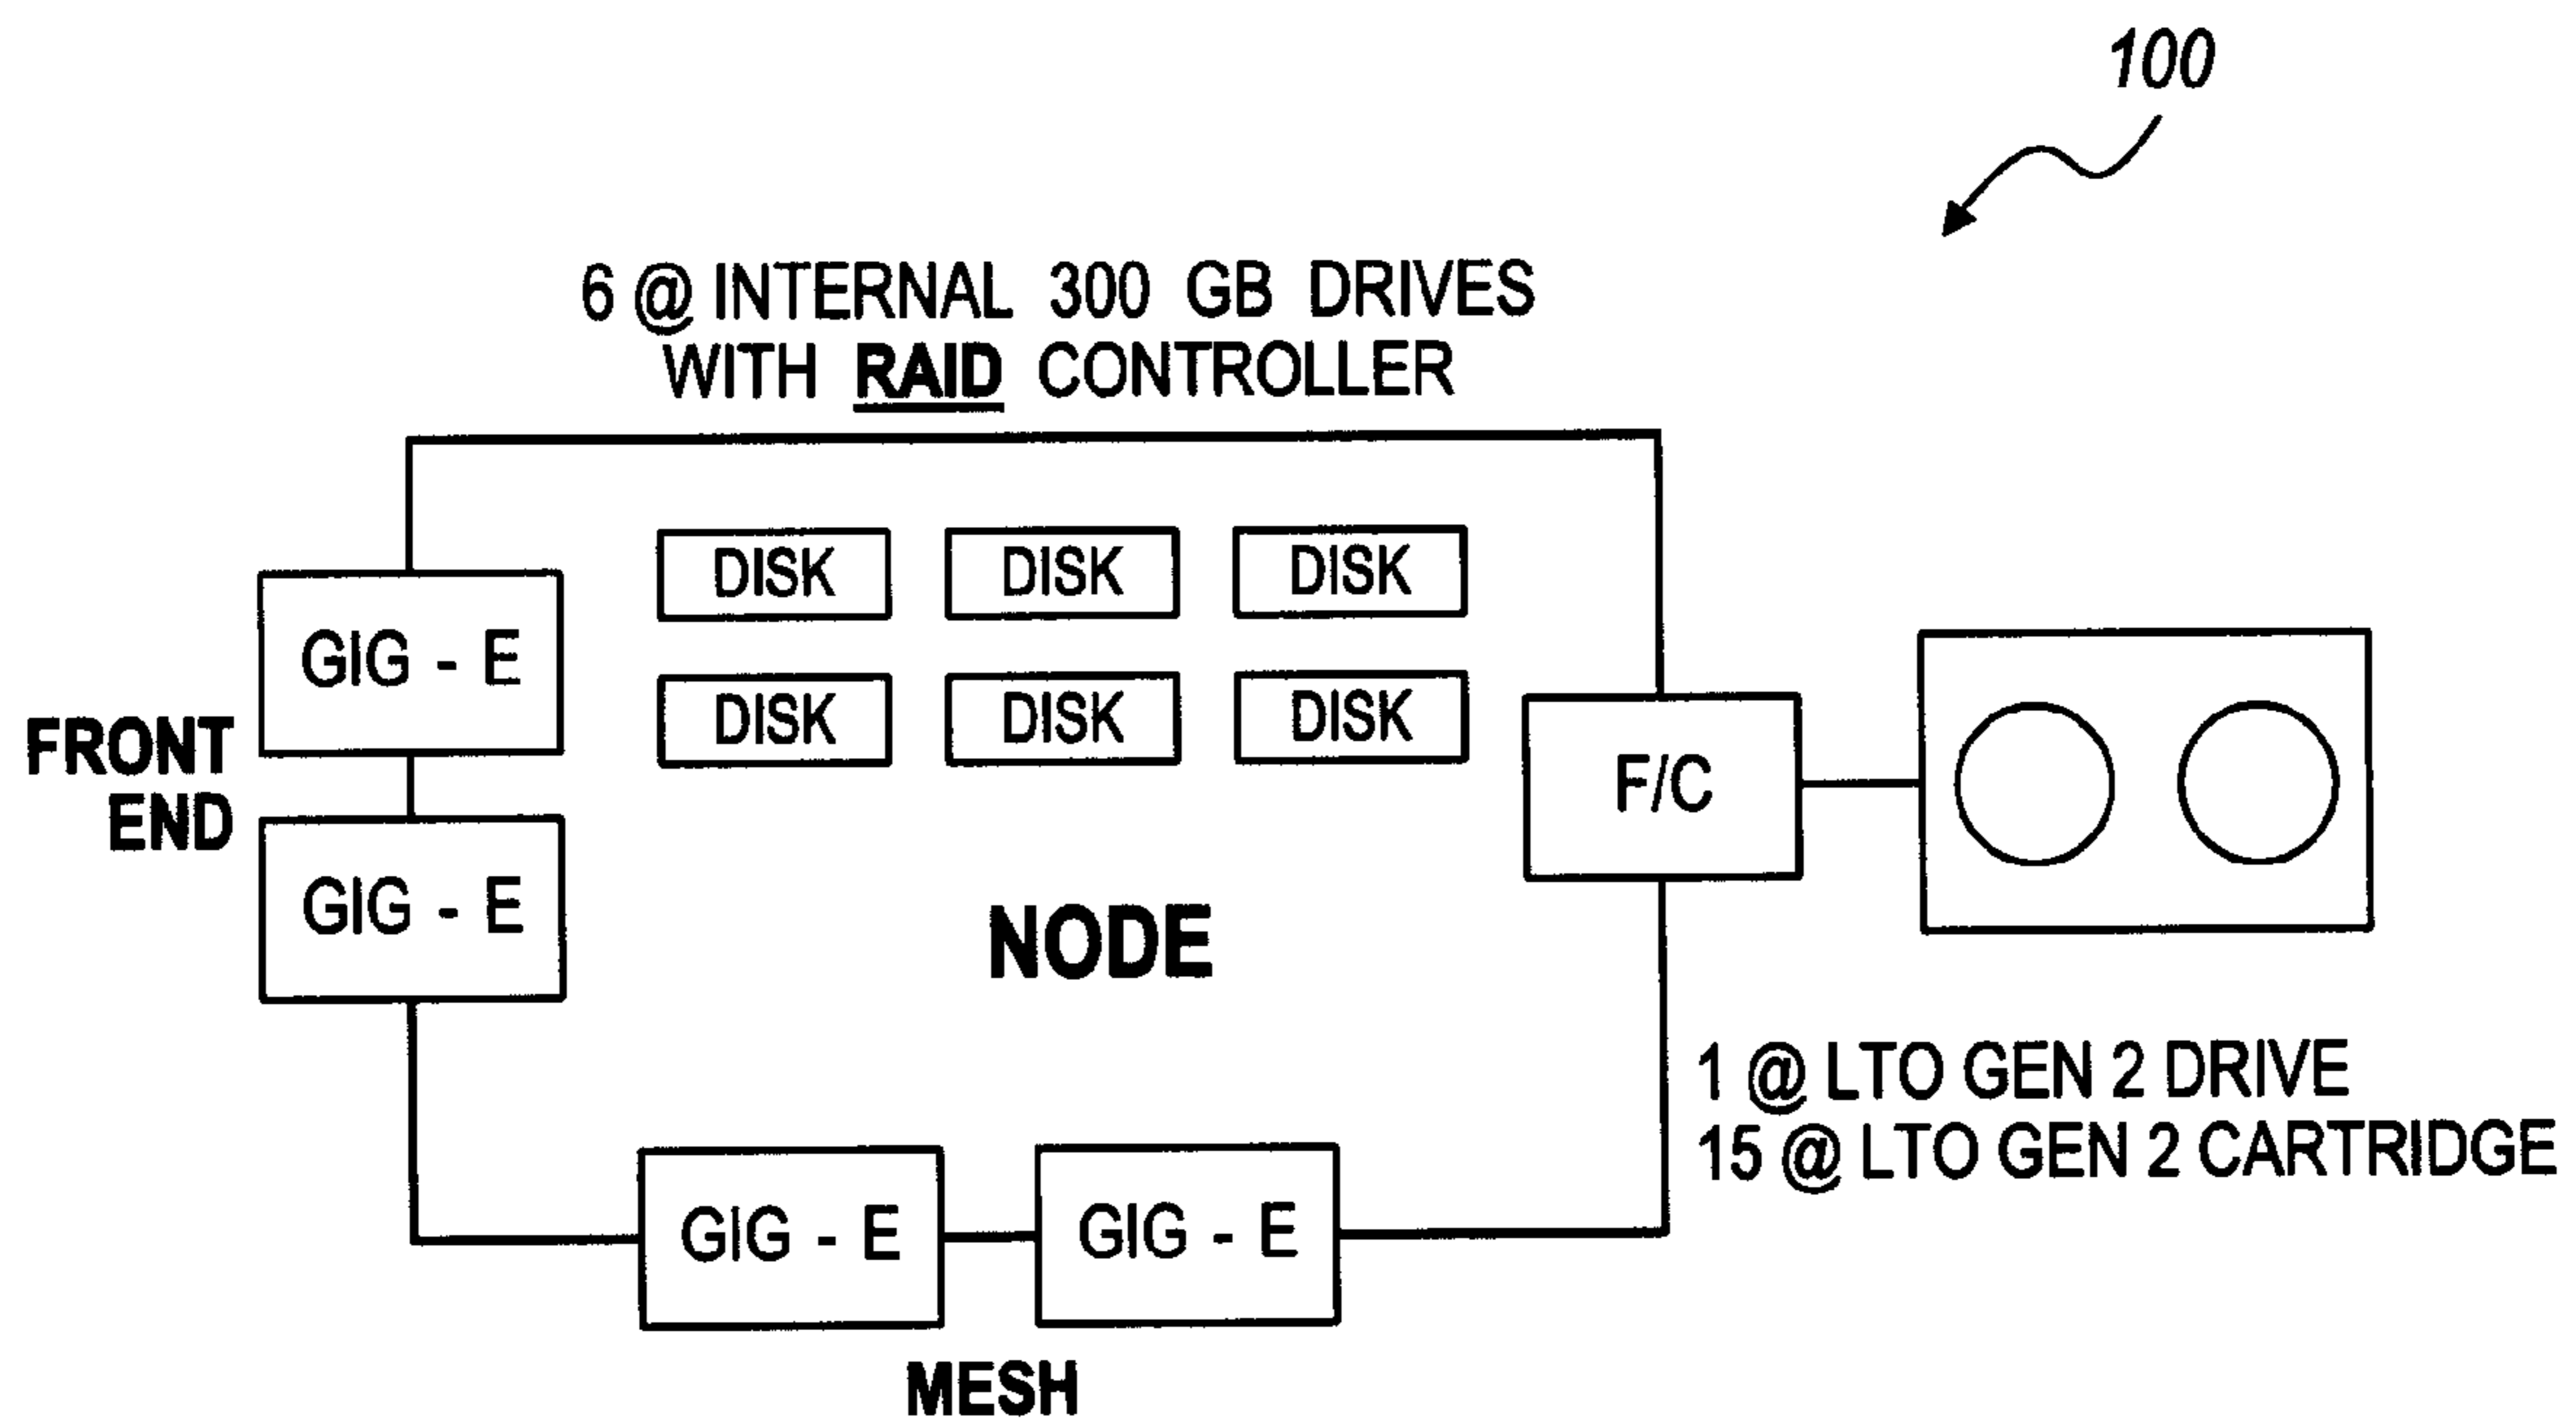 100
6 @ INTERNAL 300 GB DRIVES
WITH RAID CONTROLLER
DISK DISK DISK
GIG - E
DISK DISK DISK
FRONT
END
F/C
GIG - E
NODE
1 @ LTO GEN 2 DRIVE
15 @ LTO GEN 2 CARTRIDGE
GIG - E GIG - E
MESH